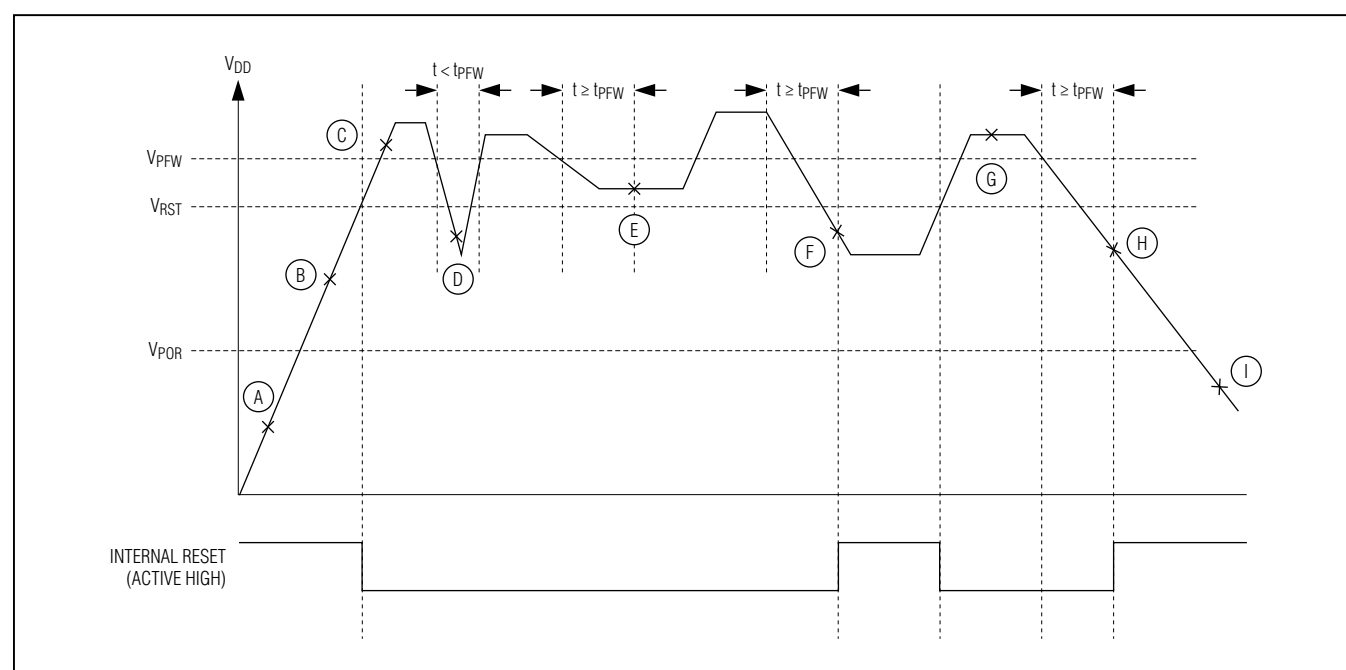 VDD
t < tPFW
t ≥ tPFW
t ≥ tPFW
t ≥ tPFW
C
VPFW
G
VRST
E
F
H
B
D
VPOR
I
A
INTERNAL RESET
(ACTIVE HIGH)